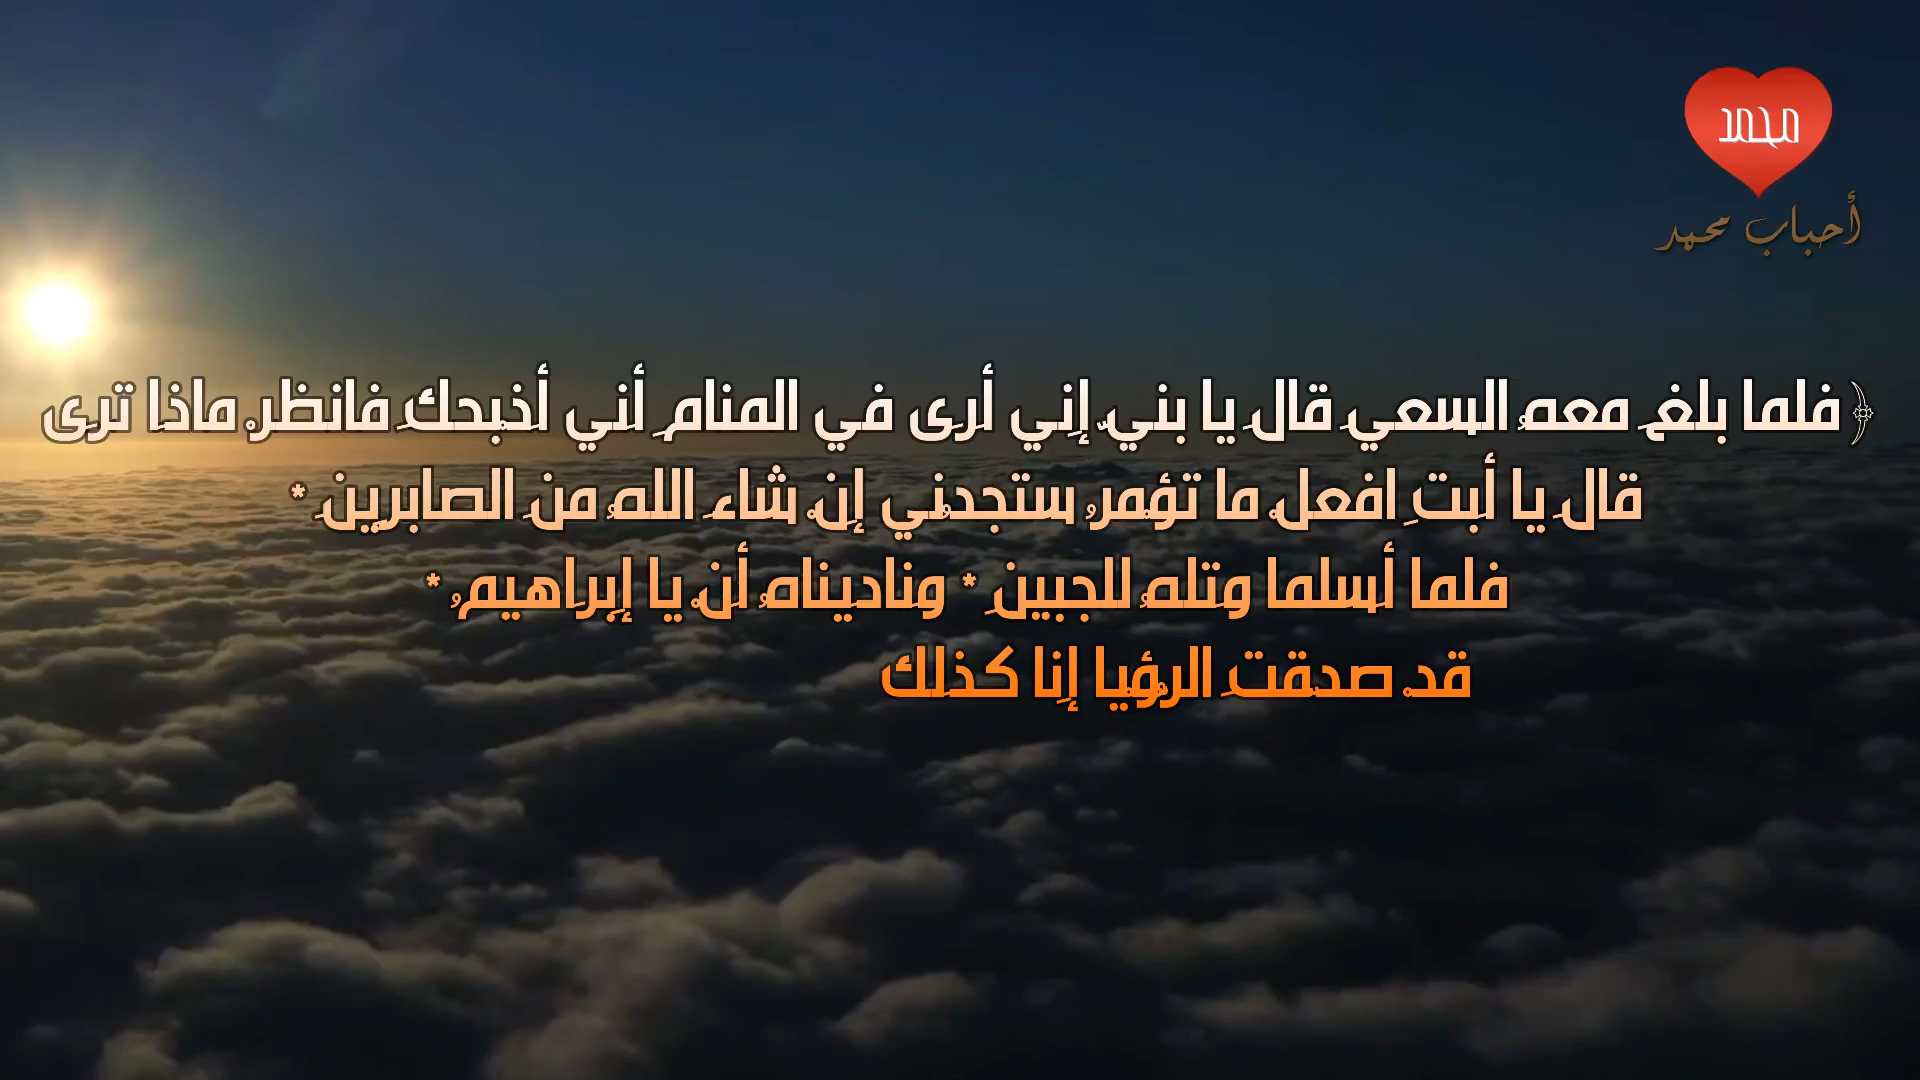 محمد
أحباب محمد
﴿فلما بلغ معه السعي قال يا بني إني أرى في المنام أني أذبحك فانظر ماذا ترى
قال يا أبتِ افعل ما تؤمر ستجدني إن شاء الله من الصابرين *
فلما أسلما وتله للجبين * وناديناه أن يا إبراهيم *
قد صدقت الرؤيا إنا كذلك